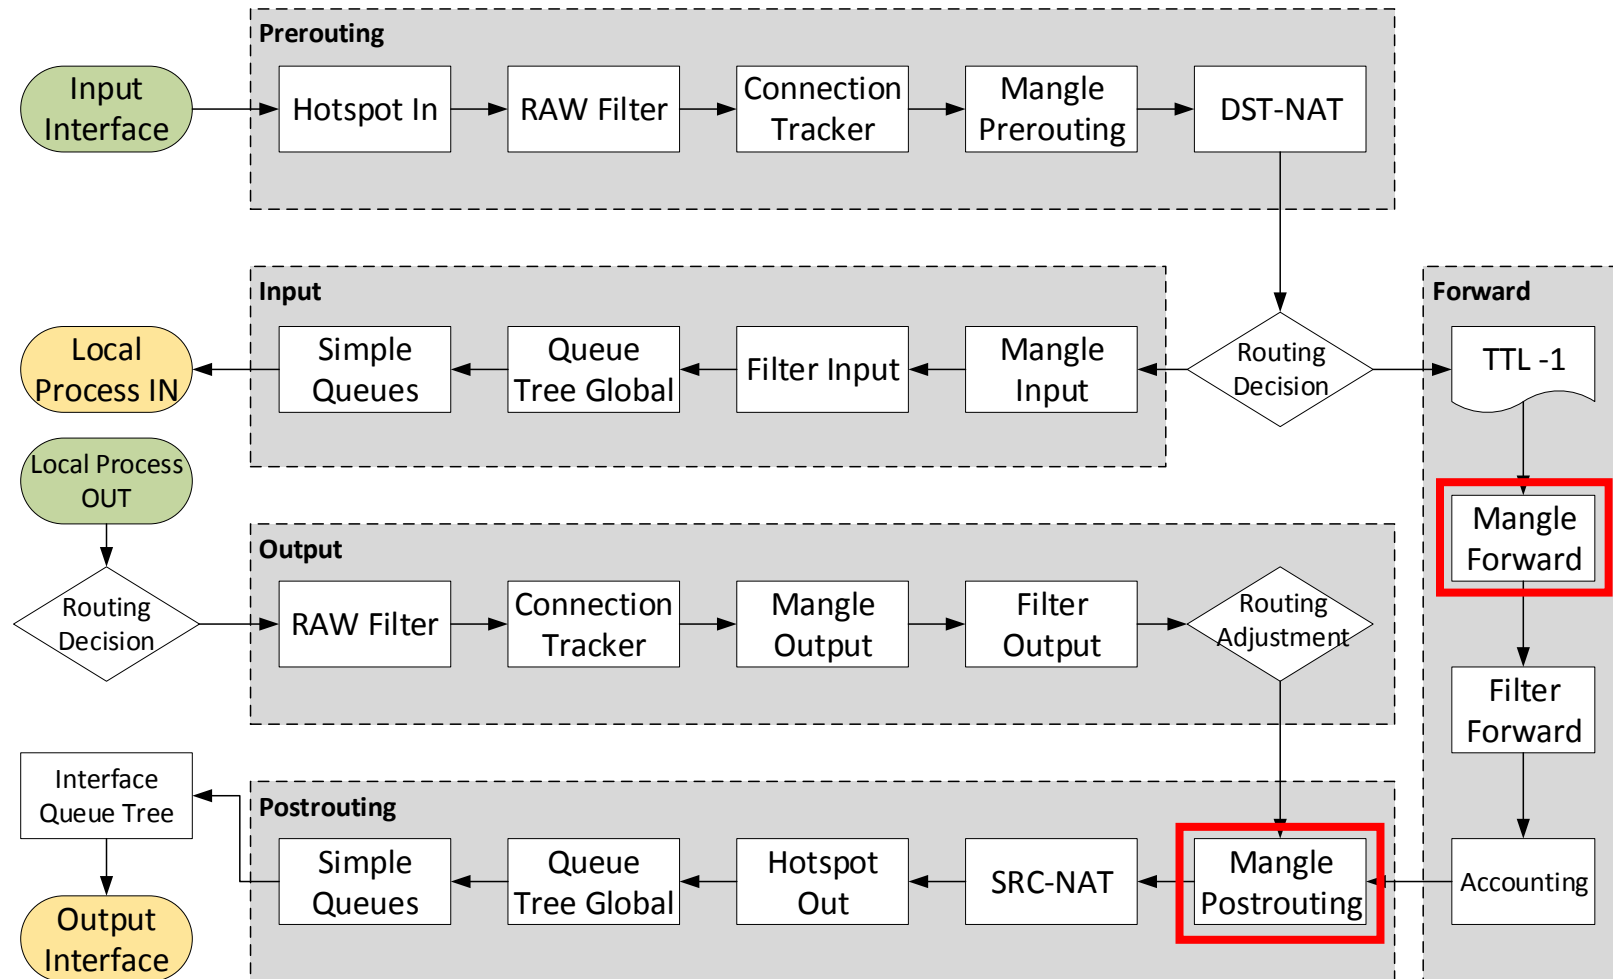 Prerouting
Input
Interface
Hotspot In
RAW Filter
Connection
Tracker
Mangle
Prerouting
DST-NAT
Input
Forward
Local
Process IN
Simple
Queues
Queue
Tree Global
Filter Input
Mangle
Input
Routing
Decision
TTL -1
Local Process
OUT
Mangle
Forward
Output
Routing
Decision
RAW Filter
Connection
Tracker
Mangle
Output
Filter
Output
Routing
Adjustment
Filter
Forward
Interface
Queue Tree
Postrouting
Simple
Queues
Queue
Tree Global
Hotspot
Out
SRC-NAT
Mangle
Postrouting
Accounting
Output
Interface